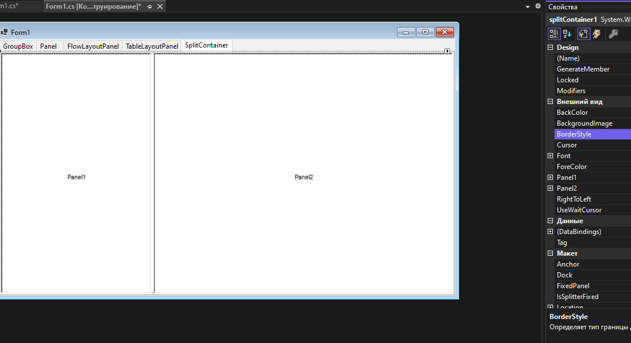 m1.cs*
Form1.cs [Ко...труирование]*
Form1
GroupBox Panel FlowLayoutPanel TableLayoutPanel SplitContainer
Panel1
Panel2
Свойства
splitContainer1 System.W
Design
(Name)
GenerateMember
Locked
Modifiers
Внешний вид
BackColor
BackgroundImage
BorderStyle
Cursor
Font
ForeColor
Panel1
Panel2
RightToLeft
UseWaitCursor
Данные
(DataBindings)
Tag
Макет
Anchor
Dock
FixedPanel
IsSplitterFixed
Location
BorderStyle
Определяет тип границы